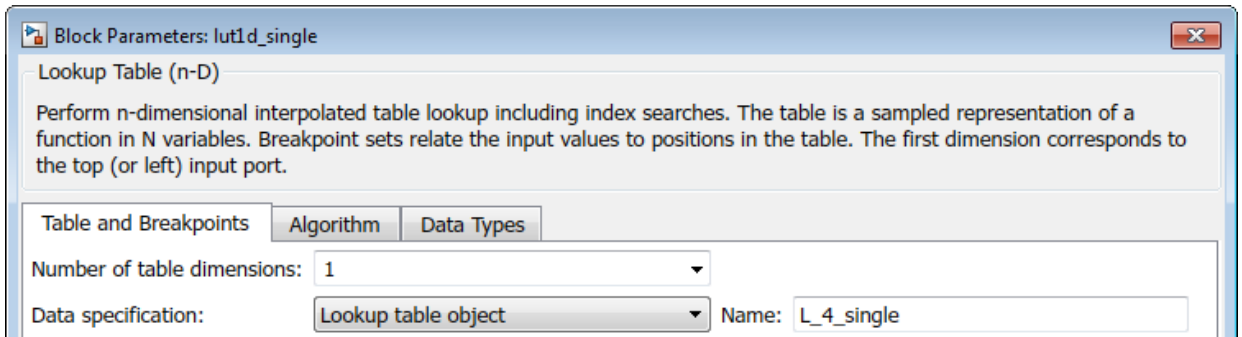 Block Parameters: lut1d_single
Lookup Table (n-D)
Perform n-dimensional interpolated table lookup including index searches. The table is a sampled representation of a
function in N variables. Breakpoint sets relate the input values to positions in the table. The first dimension corresponds to
the top (or left) input port.
Table and Breakpoints Algorithm Data Types
Number of table dimensions: 1
Data specification: Lookup table object Name: L_4_single